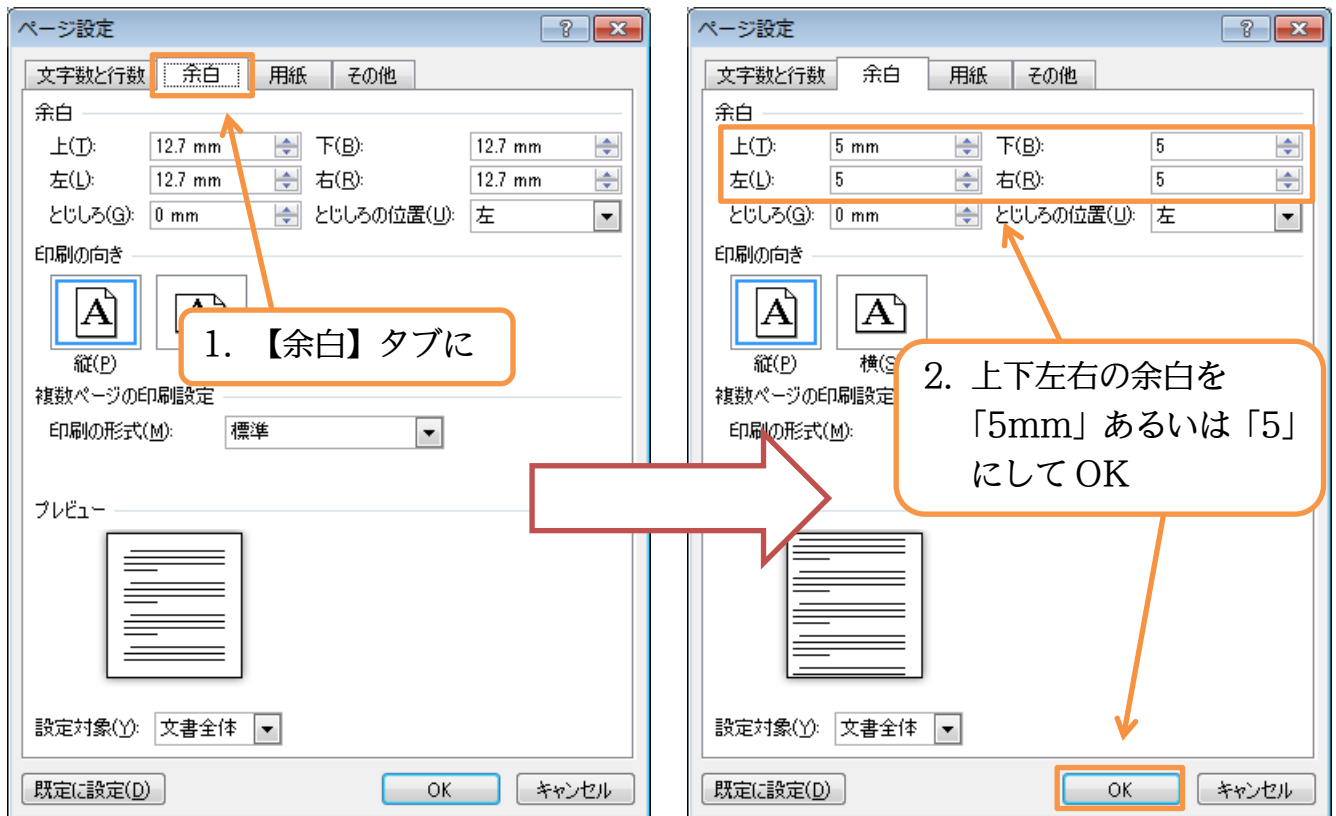 ページ設定
文字数と行数 余白 用紙 その他
余白
上(T): 12.7 mm 下(B): 12.7 mm
左(L): 12.7 mm 右(R): 12.7 mm
とじしろ(G): 0 mm とじしろの位置(U): 左
印刷の向き
A
縦(P)
1. 【余白】タブに
複数ページの印刷設定
印刷の形式(M): 標準
プレビュー
設定対象(Y): 文書全体
既定に設定(D) OK キャンセル
ページ設定
文字数と行数 余白 用紙 その他
余白
上(T): 5 mm 下(B): 5
左(L): 5 右(R): 5
とじしろ(G): 0 mm とじしろの位置(U): 左
印刷の向き
A A
縦(P) 横(S
2. 上下左右の余白を
「5mm」あるいは「5」
にして OK
複数ページの印刷設定
印刷の形式(M):
設定対象(Y): 文書全体
既定に設定(D) OK キャンセル